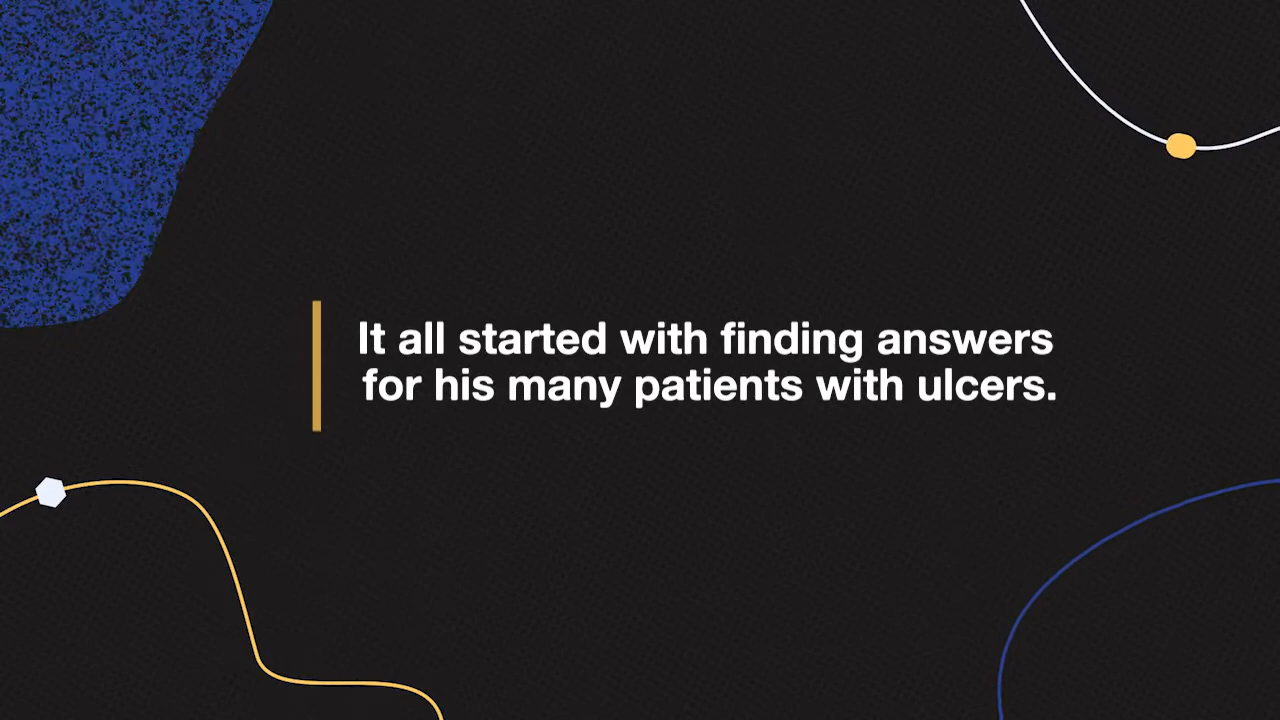 It all started with finding answers
for his many patients with ulcers.